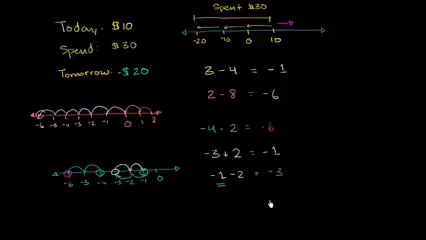 Today: $10
Spend: $30
Tomorrow: -$20
Spent $30
-20 -10 0 10
3 - 4 = -1
2 - 8 = -6
-6 -5 -4 -3 -2 -1 0 1 2
-4 - 2 = -6
-3 + 2 = -1
-1 - 2 = -3
-6 -5 -4 -3 -2 -1 0